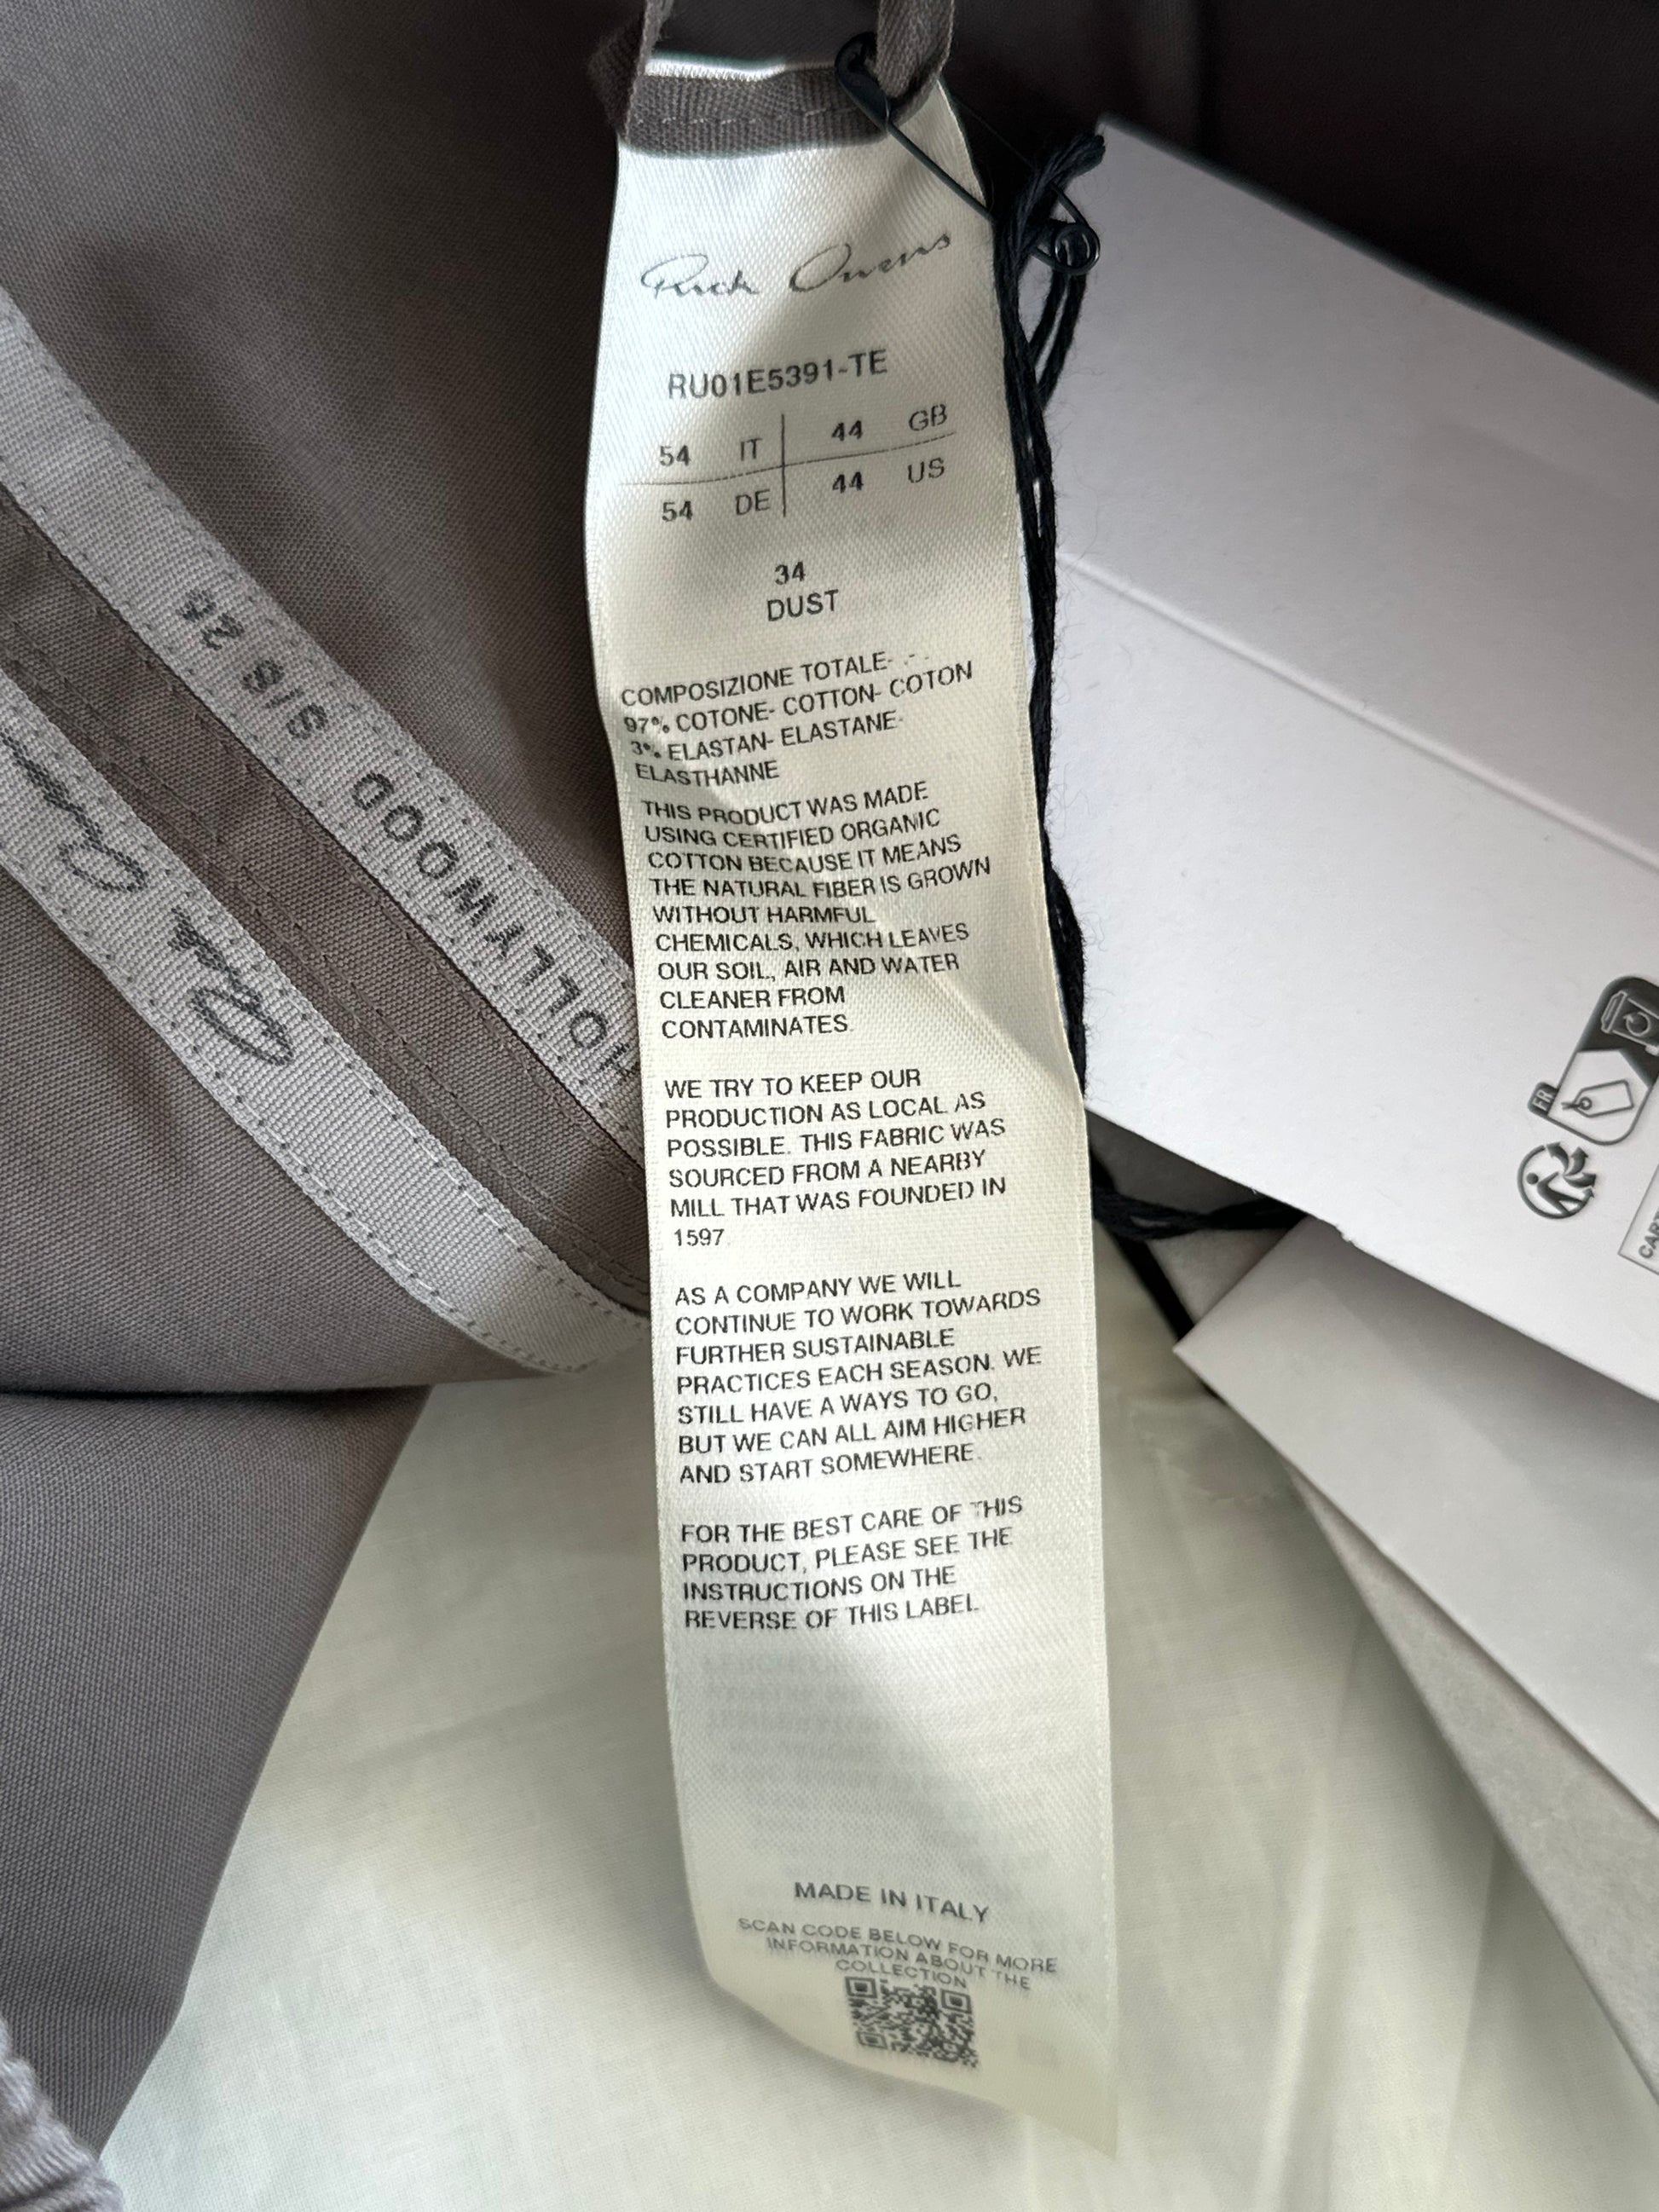 Rick Owens
RU01E5391-TE
54 IT 44 GB
54 DE 44 US
34
DUST
COMPOSIZIONE TOTALE- - -
97% COTONE- COTTON- COTON
3% ELASTAN- ELASTANE-
ELASTHANNE
THIS PRODUCT WAS MADE
USING CERTIFIED ORGANIC
COTTON BECAUSE IT MEANS
THE NATURAL FIBER IS GROWN
WITHOUT HARMFUL
CHEMICALS, WHICH LEAVES
OUR SOIL, AIR AND WATER
CLEANER FROM
CONTAMINATES.
WE TRY TO KEEP OUR
PRODUCTION AS LOCAL AS
POSSIBLE. THIS FABRIC WAS
SOURCED FROM A NEARBY
MILL THAT WAS FOUNDED IN
1597.
AS A COMPANY WE WILL
CONTINUE TO WORK TOWARDS
FURTHER SUSTAINABLE
PRACTICES EACH SEASON. WE
STILL HAVE A WAYS TO GO,
BUT WE CAN ALL AIM HIGHER
AND START SOMEWHERE.
FOR THE BEST CARE OF THIS
PRODUCT, PLEASE SEE THE
INSTRUCTIONS ON THE
REVERSE OF THIS LABEL.
MADE IN ITALY
SCAN CODE BELOW FOR MORE
INFORMATION ABOUT THE
COLLECTION
HOLLYWOOD S/S 26
Rick Owens
FR